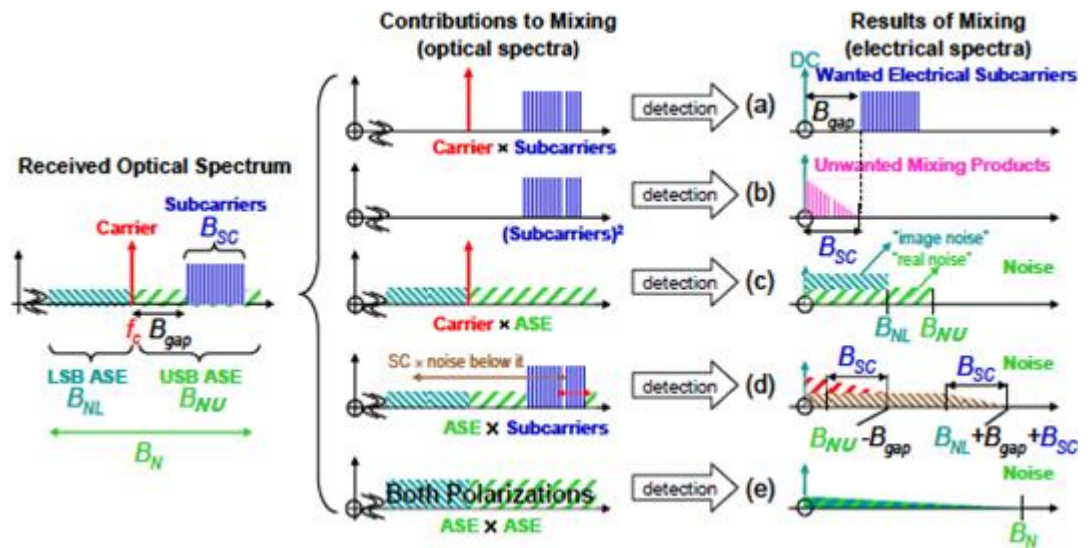 Contributions to Mixing
(optical spectra)
Results of Mixing
(electrical spectra)
Received Optical Spectrum
Subcarriers
B_SC
Carrier
f_c
B_gap
LSB ASE
B_NL
USB ASE
B_NU
B_N
Carrier × Subcarriers
detection
(a)
DC
Wanted Electrical Subcarriers
B_gap
(Subcarriers)²
detection
(b)
Unwanted Mixing Products
B_SC
Carrier × ASE
detection
(c)
"image noise"
"real noise"
Noise
B_NL
B_NU
SC × noise below it
ASE × Subcarriers
detection
(d)
B_SC
B_SC
Noise
B_NU-B_gap
B_NL+B_gap+B_SC
Both Polarizations
ASE × ASE
detection
(e)
Noise
B_N